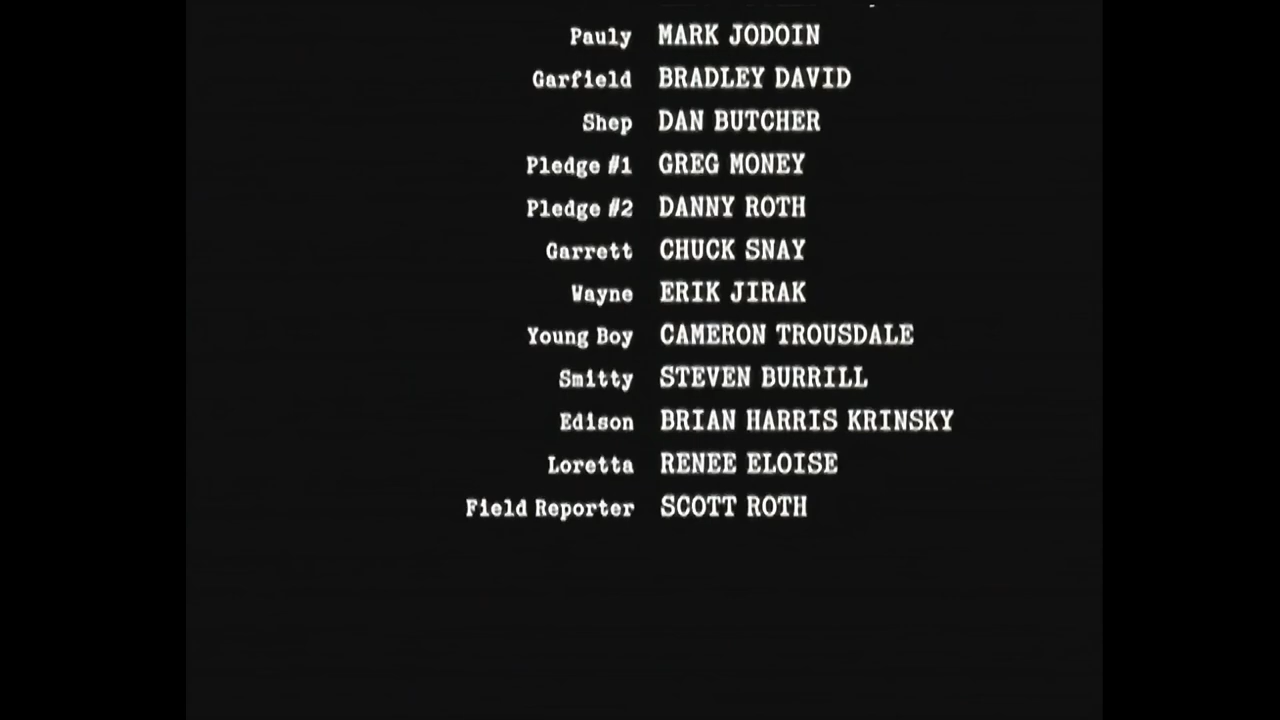 Pauly MARK JODOIN
Garfield BRADLEY DAVID
Shep DAN BUTCHER
Pledge #1 GREG MONEY
Pledge #2 DANNY ROTH
Garrett CHUCK SNAY
Wayne ERIK JIRAK
Young Boy CAMERON TROUSDALE
Smitty STEVEN BURRILL
Edison BRIAN HARRIS KRINSKY
Loretta RENEE ELOISE
Field Reporter SCOTT ROTH